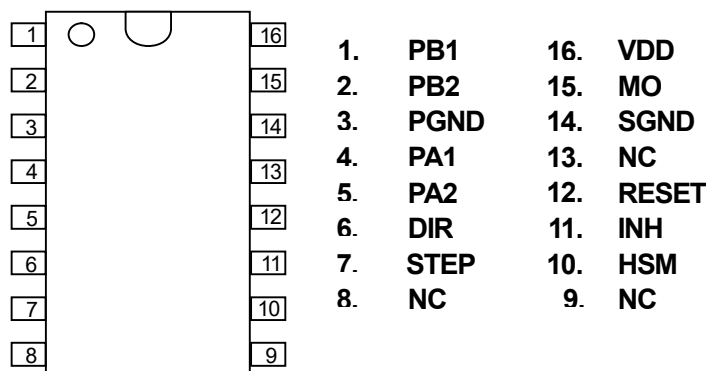 1 16
2 15
3 14
4 13
5 12
6 11
7 10
8 9
1. PB1 16. VDD
2. PB2 15. MO
3. PGND 14. SGND
4. PA1 13. NC
5. PA2 12. RESET
6. DIR 11. INH
7. STEP 10. HSM
8. NC 9. NC